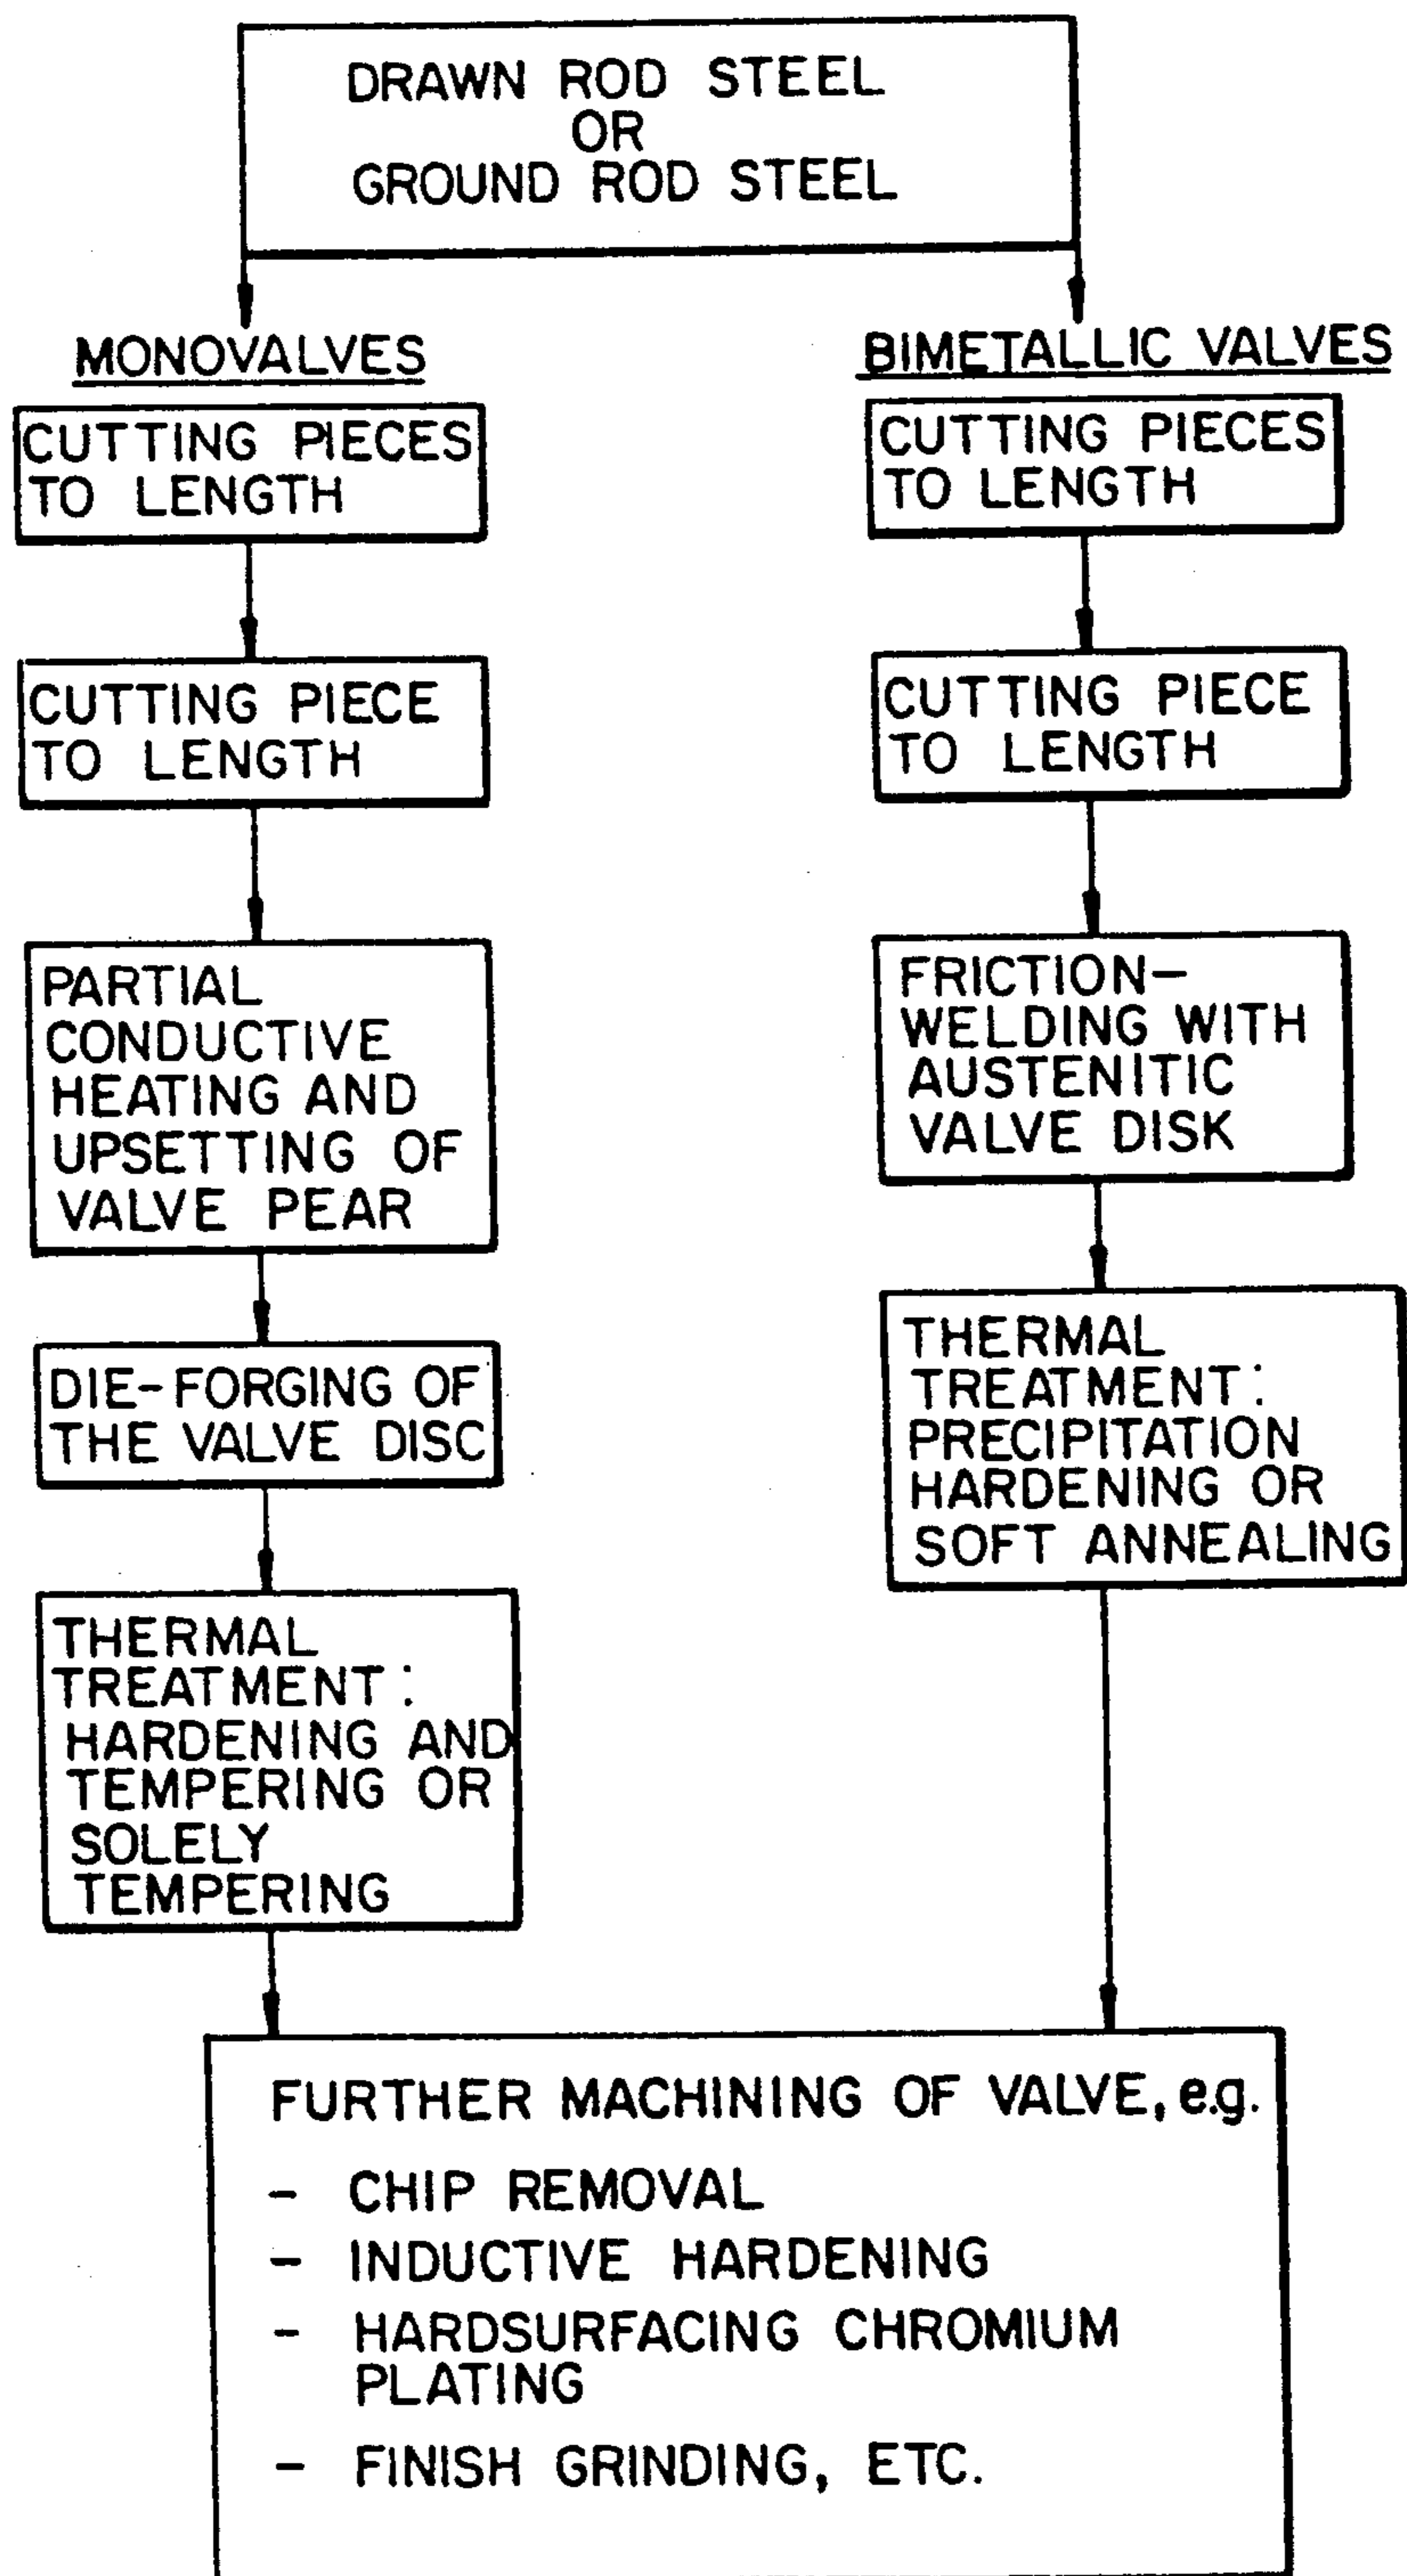 DRAWN ROD STEEL
OR
GROUND ROD STEEL
MONOVALVES
CUTTING PIECES
TO LENGTH
CUTTING PIECE
TO LENGTH
PARTIAL
CONDUCTIVE
HEATING AND
UPSETTING OF
VALVE PEAR
DIE-FORGING OF
THE VALVE DISC
THERMAL
TREATMENT:
HARDENING AND
TEMPERING OR
SOLELY
TEMPERING
BIMETALLIC VALVES
CUTTING PIECES
TO LENGTH
CUTTING PIECE
TO LENGTH
FRICTION-
WELDING WITH
AUSTENITIC
VALVE DISK
THERMAL
TREATMENT:
PRECIPITATION
HARDENING OR
SOFT ANNEALING
FURTHER MACHINING OF VALVE, e.g.
- CHIP REMOVAL
- INDUCTIVE HARDENING
- HARDSURFACING CHROMIUM
PLATING
- FINISH GRINDING, ETC.